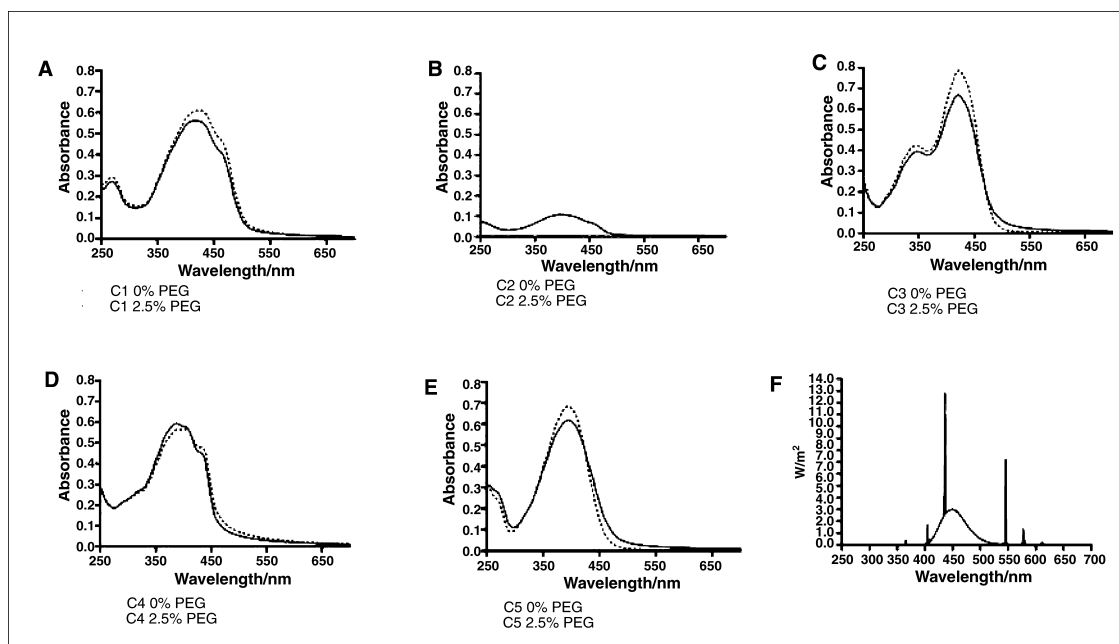 A
0.8
0.7
0.6
0.5
0.4
0.3
0.2
0.1
0.0
Absorbance
250 350 450 550 650
Wavelength/nm
C1 0% PEG
C1 2.5% PEG
B
0.8
0.7
0.6
0.5
0.4
0.3
0.2
0.1
0.0
Absorbance
250 350 450 550 650
Wavelength/nm
C2 0% PEG
C2 2.5% PEG
C
0.8
0.7
0.6
0.5
0.4
0.3
0.2
0.1
0.0
Absorbance
250 350 450 550 650
Wavelength/nm
C3 0% PEG
C3 2.5% PEG
D
0.8
0.7
0.6
0.5
0.4
0.3
0.2
0.1
0.0
Absorbance
250 350 450 550 650
Wavelength/nm
C4 0% PEG
C4 2.5% PEG
E
0.8
0.7
0.6
0.5
0.4
0.3
0.2
0.1
0.0
Absorbance
250 350 450 550 650
Wavelength/nm
C5 0% PEG
C5 2.5% PEG
F
14.0
13.0
12.0
11.0
10.0
9.0
8.0
7.0
6.0
5.0
4.0
3.0
2.0
1.0
0.0
W/m²
250 300 350 400 450 500 550 600 650 700
Wavelength/nm